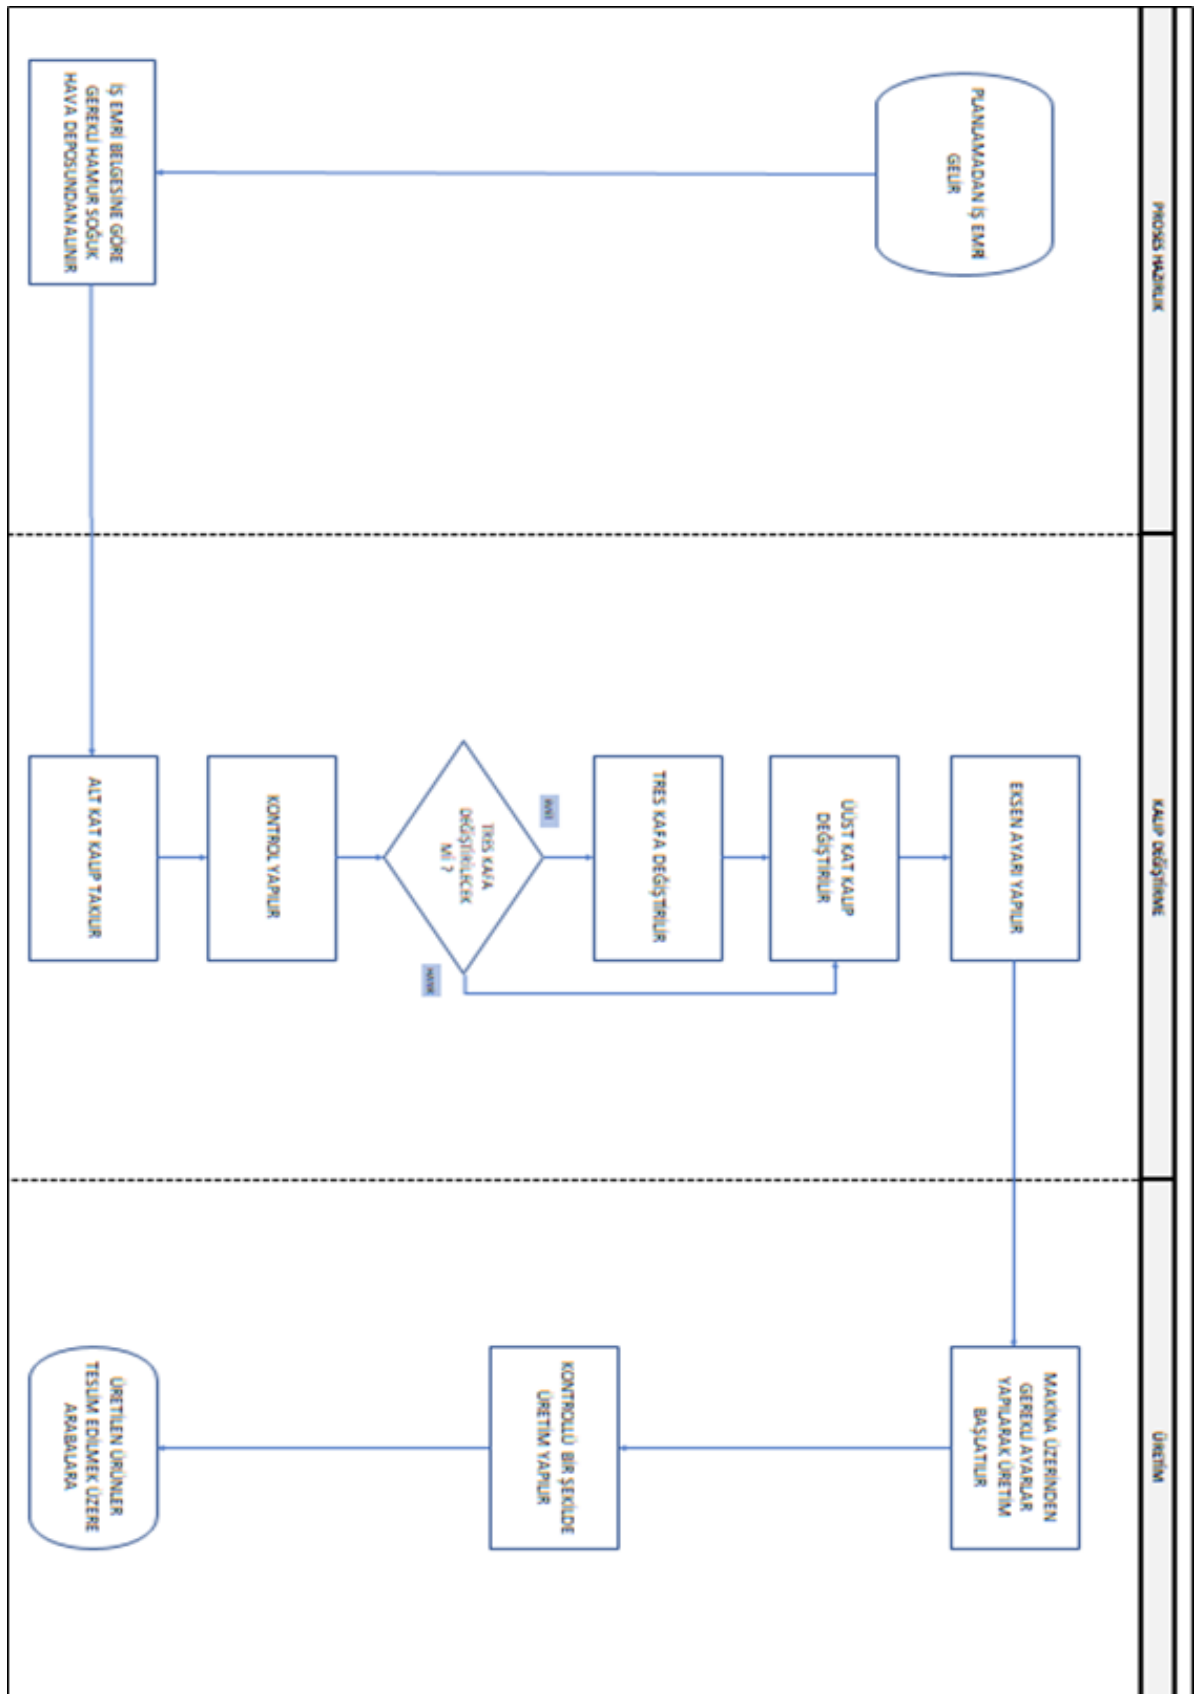 PROSES HAZIRLIK
PLANLAMADAN İŞ EMRİ
GELİR
İŞ EMRİ BELGESİNE GÖRE
GEREKLİ HAMUR SOĞUK
HAVA DEPOSUNDAN ALINIR
KALIP DEĞİŞTİRME
ALT KAT KALIP TAKILIR
KONTROL YAPILIR
TRES KAFA
DEĞİŞTİRİLECEK
Mİ ?
EVET
HAYIR
TRES KAFA DEĞİŞTİRİLİR
ÜÜST KAT KALIP
DEĞİŞTİRİLİR
EKSEN AYARI YAPILIR
ÜRETİM
MAKİNA ÜZERİNDEN
GEREKLİ AYARLAR
YAPILARAK ÜRETİM
BAŞLATILIR
KONTROLLÜ BİR ŞEKİLDE
ÜRETİM YAPILIR
ÜRETİLEN ÜRÜNLER
TESLİM EDİLMEK ÜZERE
ARABALARA